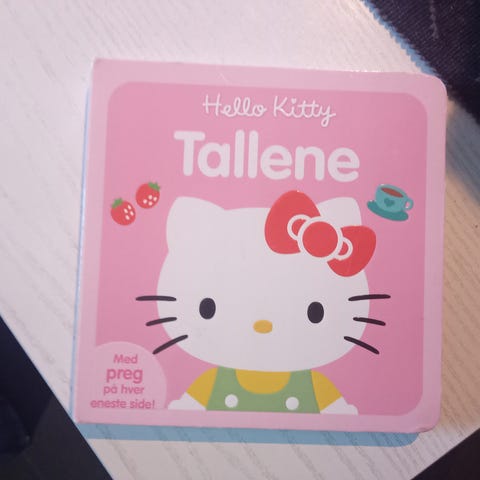 Hello Kitty
Tallene
Med
preg
på hver
eneste side!